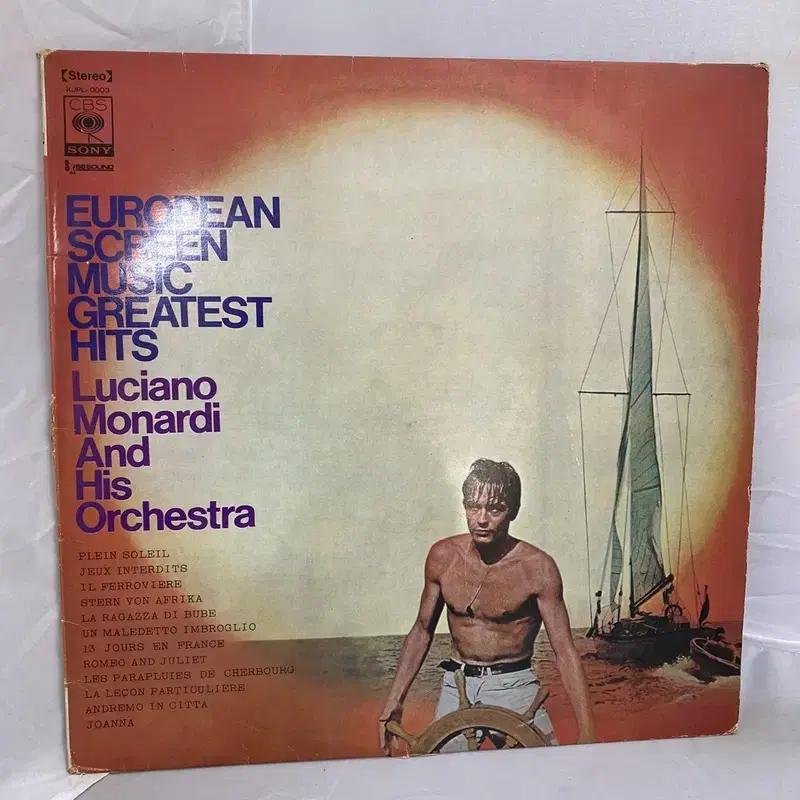 【Stereo】
KJPL-0003
CBS
SONY
EUROPEAN
SCREEN
MUSIC
GREATEST
HITS
Luciano
Monardi
And
His
Orchestra
PLEIN SOLEIL
JEUX INTERDITS
IL FERROVIERE
STERN VON AFRIKA
LA RAGAZZA DI BUBE
UN MALEDETTO IMBROGLIO
13 JOURS EN FRANCE
ROMEO AND JULIET
LES PARAPLUIES DE CHERBOURG
LA LEÇON PARTICULIERE
ANDREMO IN CITTA
JOANNA